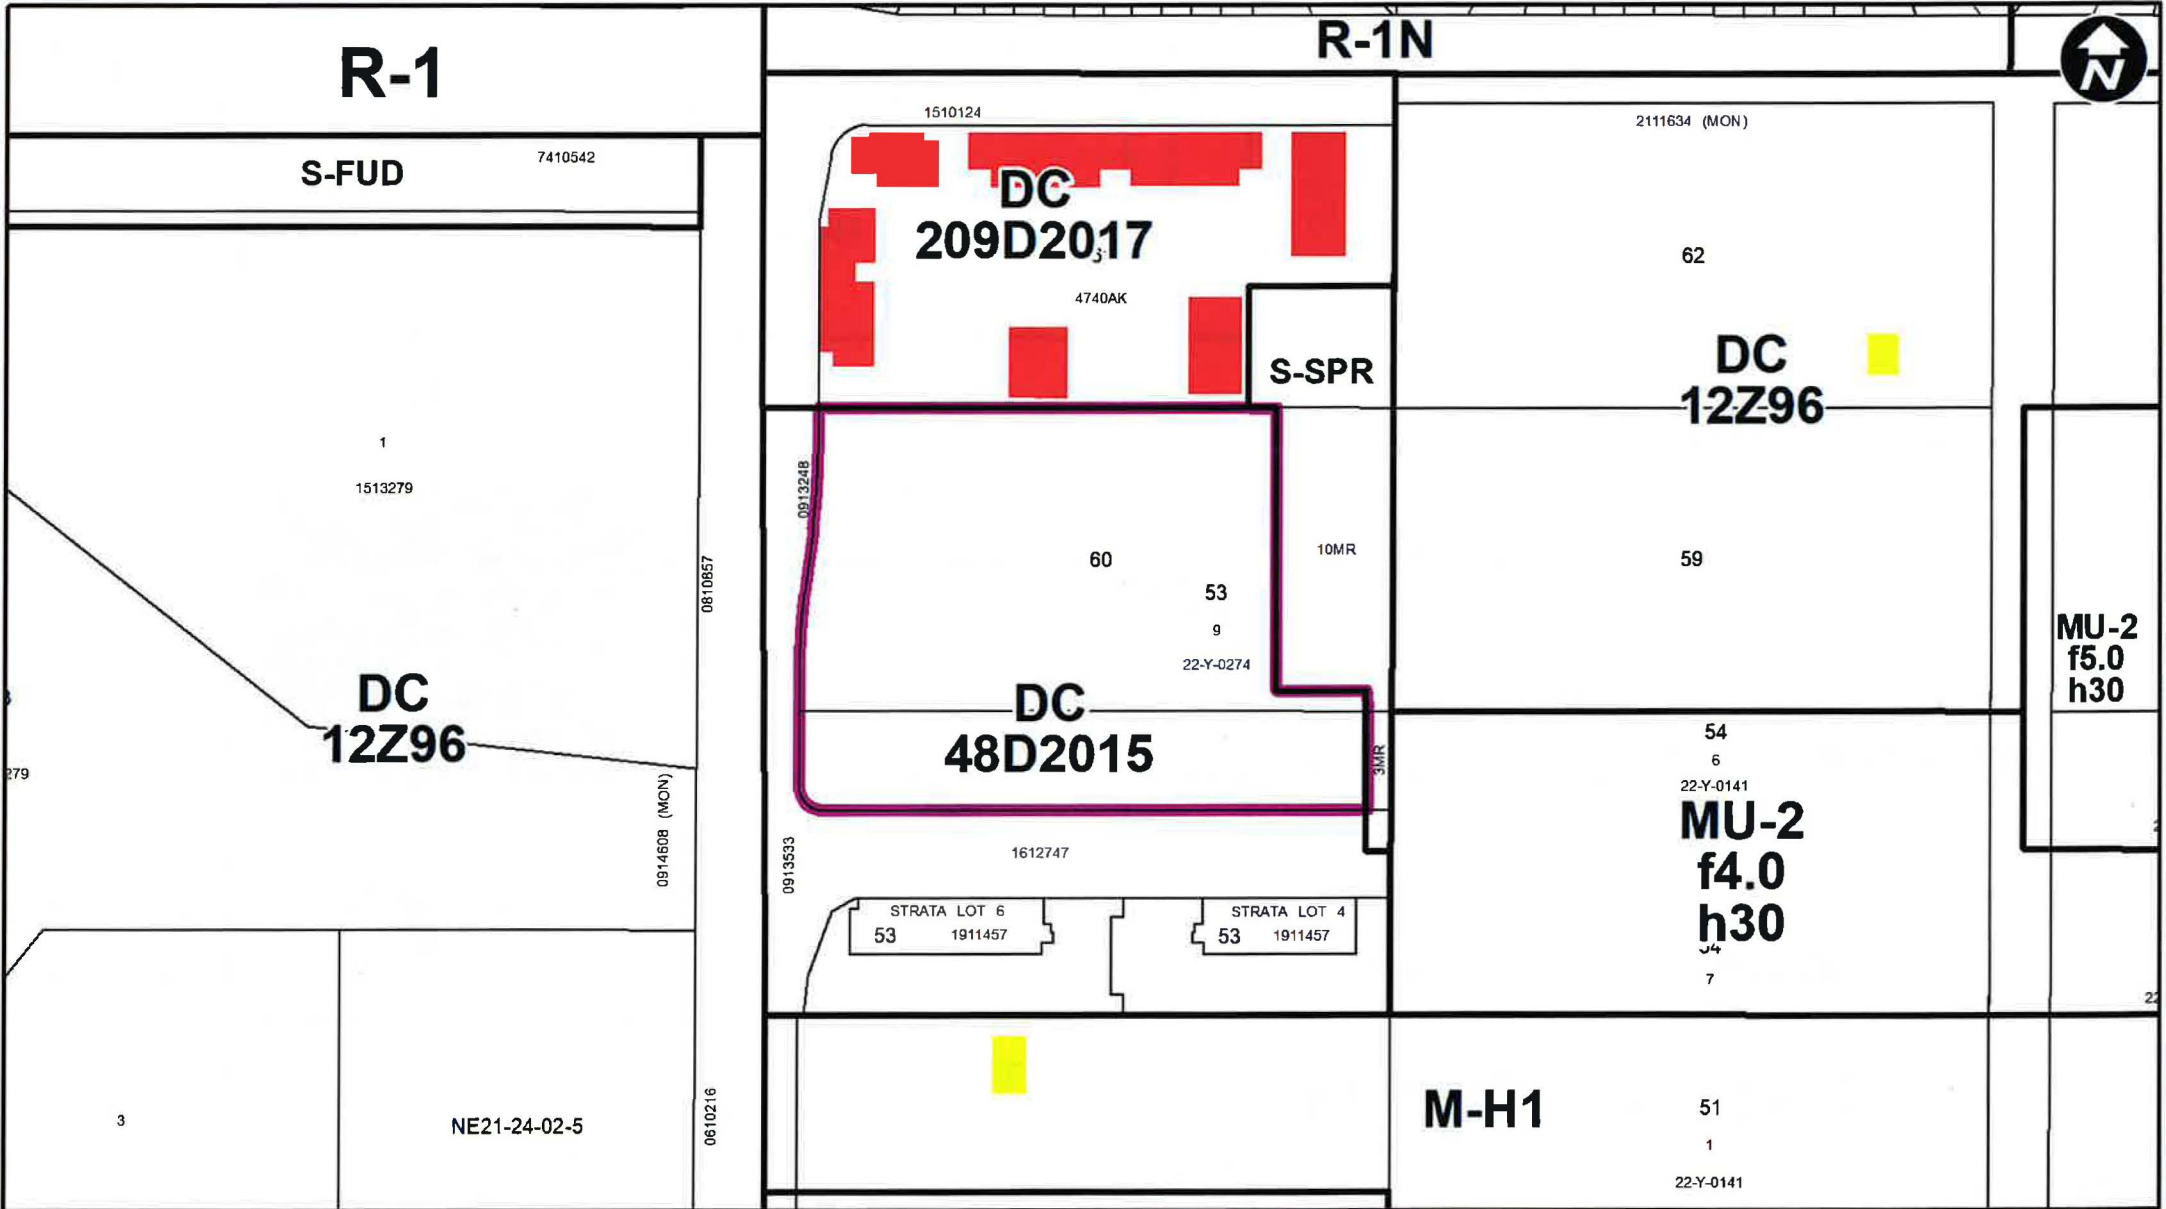 R-1
R-1N
N
S-FUD
7410542
1510124
2111634 (MON)
DC
209D2017
3
4740AK
62
S-SPR
DC
12Z96
1
1513279
0913248
0810857
60
53
9
22-Y-0274
10MR
59
MU-2
f5.0
h30
DC
12Z96
DC
48D2015
3MR
279
0914608 (MON)
0913533
1612747
54
6
22-Y-0141
MU-2
f4.0
h30
7
STRATA LOT 6
53 1911457
STRATA LOT 4
53 1911457
22
3
NE21-24-02-5
0610216
M-H1
51
1
22-Y-0141